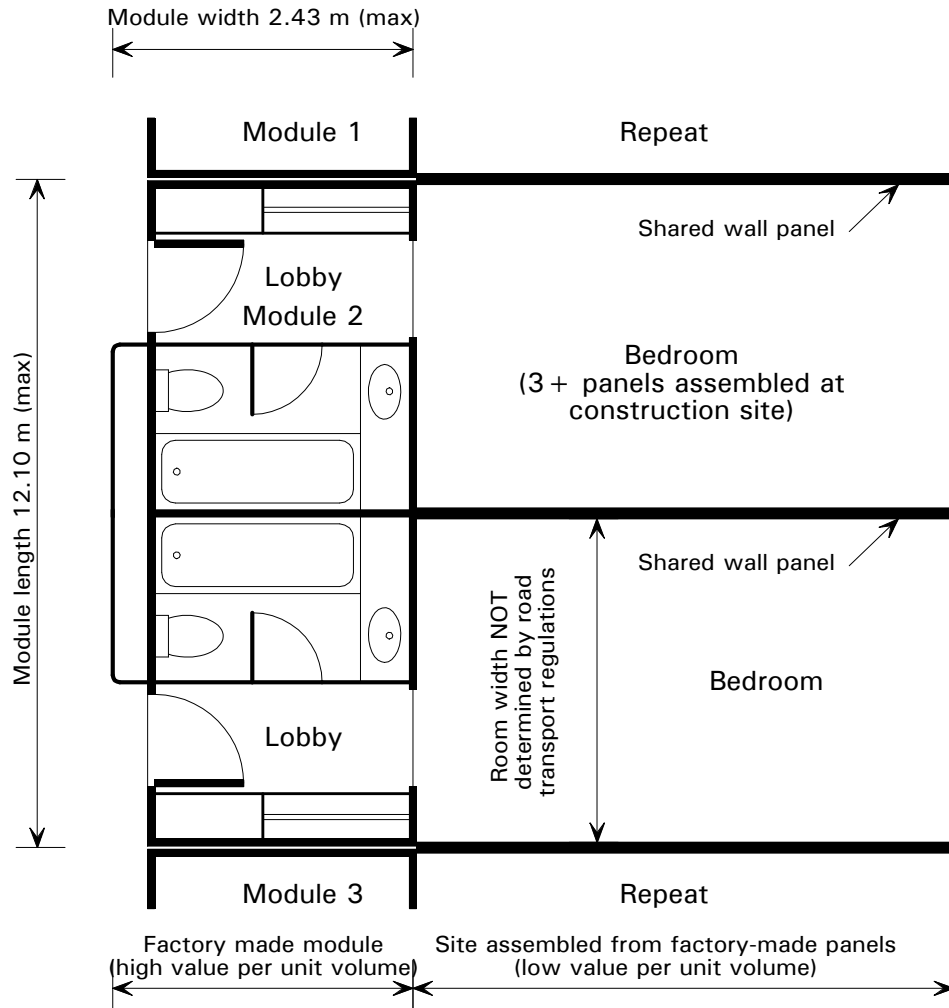 Module width 2.43 m (max)
Module 1
Repeat
Shared wall panel
Lobby
Module 2
Bedroom
(3 + panels assembled at
construction site)
Module length 12.10 m (max)
Shared wall panel
Room width NOT
determined by road
transport regulations
Bedroom
Lobby
Module 3
Repeat
Factory made module
(high value per unit volume)
Site assembled from factory-made panels
(low value per unit volume)